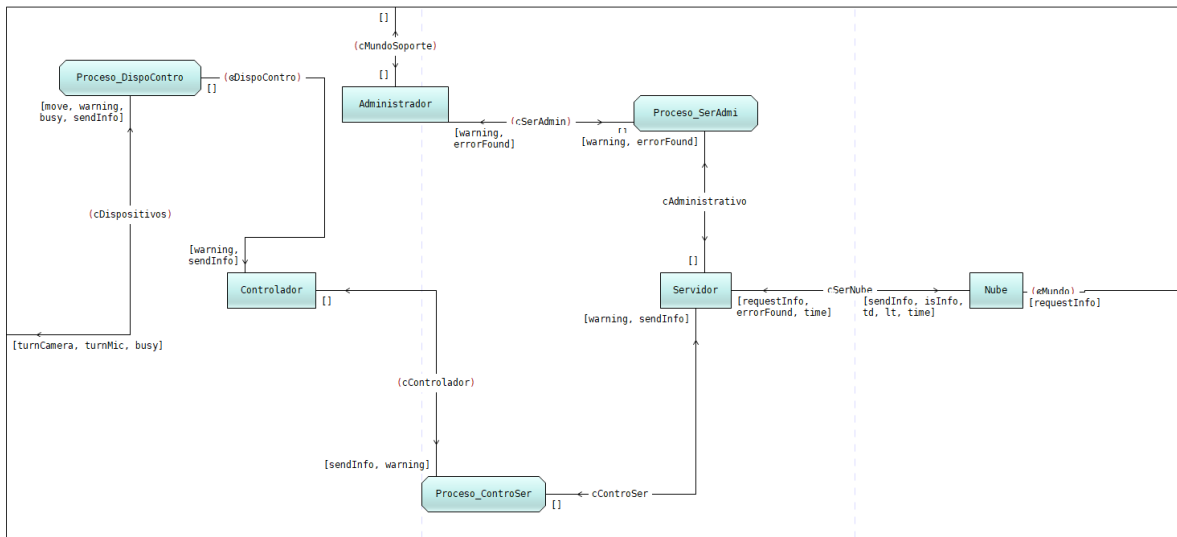 []
(cMundoSoporte)
[]
Proceso_DispoContro
(eDispoContro)
[]
[move, warning,
busy, sendInfo]
Administrador
Proceso_SerAdmi
(cSerAdmin)
[warning,
errorFound]
[]
[warning, errorFound]
cAdministrativo
(cDispositivos)
[warning,
sendInfo]
[]
Controlador
[]
Servidor
cSerNube
Nube
(eMundo)
[requestInfo,
errorFound, time]
[sendInfo, isInfo,
td, lt, time]
[requestInfo]
[warning, sendInfo]
[turnCamera, turnMic, busy]
(cControlador)
[sendInfo, warning]
Proceso_ControSer
[]
cControSer